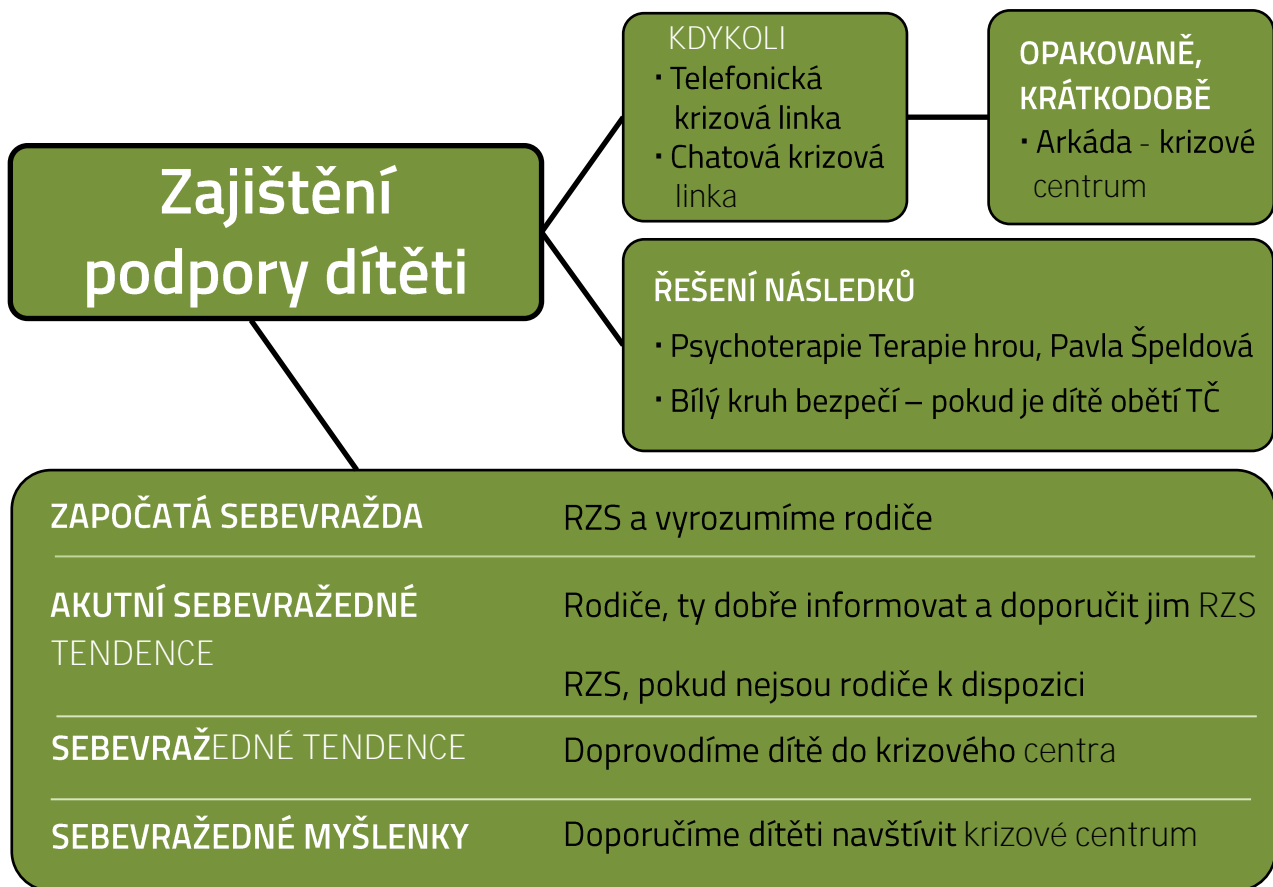 Zajištění
podpory dítěti
KDYKOLI
· Telefonická
krizová linka
· Chatová krizová
linka
OPAKOVANĚ,
KRÁTKODOBĚ
· Arkáda - krizové
centrum
ŘEŠENÍ NÁSLEDKŮ
· Psychoterapie Terapie hrou, Pavla Špeldová
· Bílý kruh bezpečí – pokud je dítě obětí TČ
ZAPOČATÁ SEBEVRAŽDA
RZS a vyrozumíme rodiče
AKUTNÍ SEBEVRAŽEDNÉ
TENDENCE
Rodiče, ty dobře informovat a doporučit jim RZS
RZS, pokud nejsou rodiče k dispozici
SEBEVRAŽEDNÉ TENDENCE
Doprovodíme dítě do krizového centra
SEBEVRAŽEDNÉ MYŠLENKY
Doporučíme dítěti navštívit krizové centrum